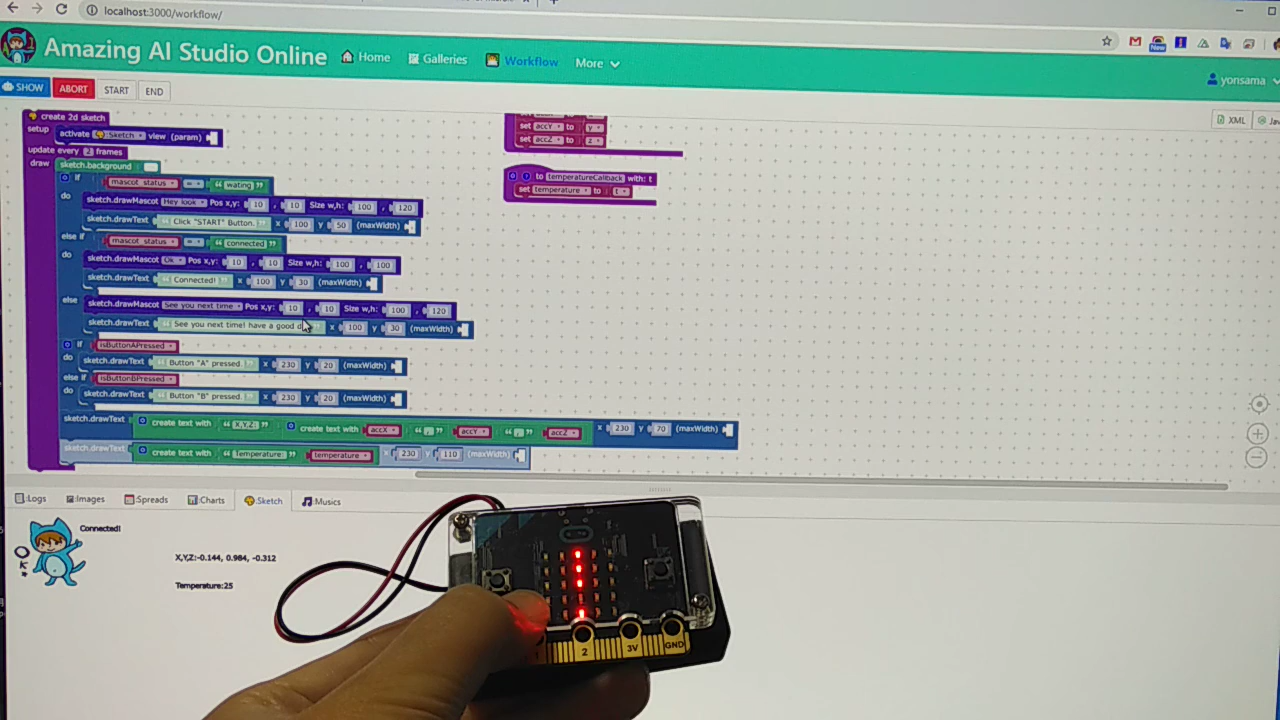 localhost:3000/workflow/
New
Amazing AI Studio Online
Home
Galleries
Workflow
More
yonsama
SHOW
ABORT
START
END
XML
create 2d sketch
setup
activate Sketch view (param)
update every 2 frames
draw
sketch.background
if
mascot_status = “ wating ”
do
sketch.drawMascot Hey look Pos x,y: 10 , 10 Size w,h: 100 , 120
sketch.drawText “ Click "START" Button. x 100 y 50 (maxWidth)
else if
mascot_status = “ connected ”
do
sketch.drawMascot Ok Pos x,y: 10 , 10 Size w,h: 100 , 100
sketch.drawText “ Connected! ” x 100 y 30 (maxWidth)
else
sketch.drawMascot See you next time Pos x,y: 10 , 10 Size w,h: 100 , 120
sketch.drawText “ See you next time! have a good x 100 y 30 (maxWidth)
if isButtonAPressed
do sketch.drawText “ Button "A" pressed. ” x 230 y 20 (maxWidth)
else if isButtonbPressed
do sketch.drawText “ Button "B" pressed. ” x 230 y 20 (maxWidth)
sketch.drawText create text with “ X,Y,Z: ” create text with accX “ , ” accY “ , ” accZ x 230 y 70 (maxWidth)
sketch.drawText create text with “ Temperature: ” temperature x 230 y 110 (maxWidth)
set accY to y
set accZ to z
to temperatureCallback with: t
set temperature to t
Logs
Images
Spreads
Charts
Sketch
Musics
OK*
Connected!
X,Y,Z:-0.144, 0.984, -0.312
Temperature:25
2
3V
GND